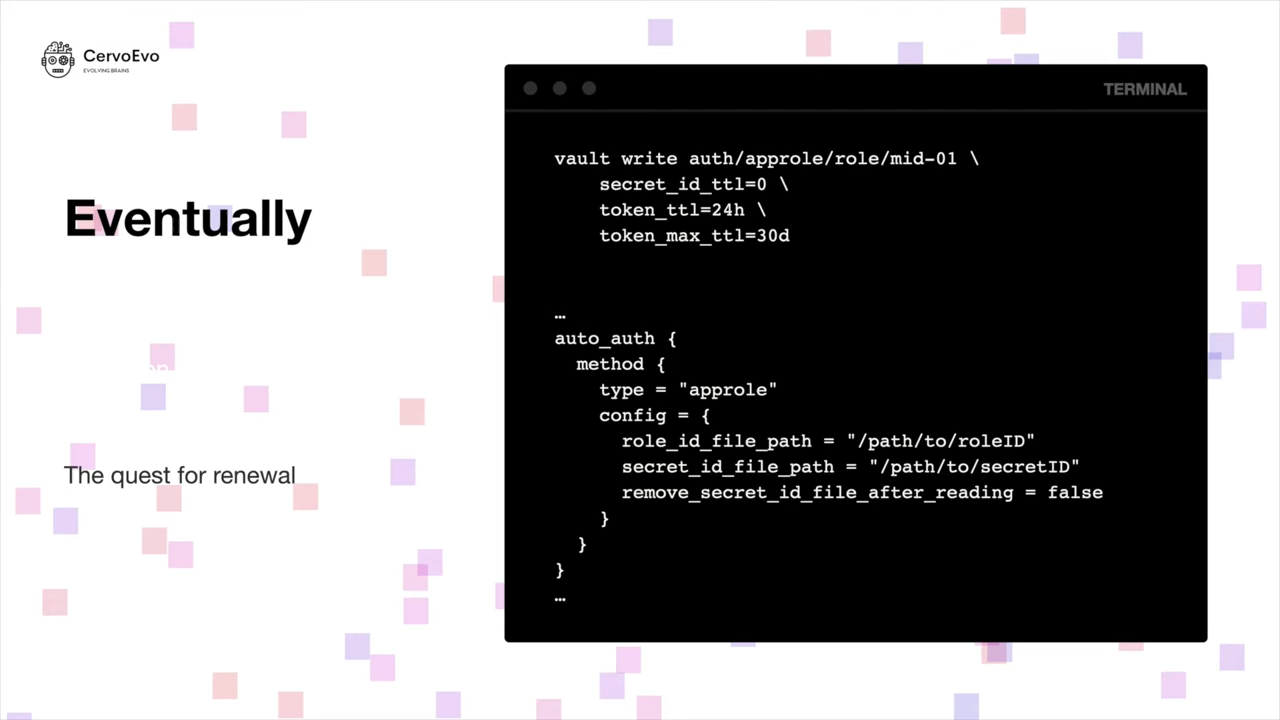 CervoEvo
EVOLVING BRAINS
Eventually
The quest for renewal
TERMINAL
vault write auth/approle/role/mid-01 \
    secret_id_ttl=0 \
    token_ttl=24h \
    token_max_ttl=30d
…
auto_auth {
  method {
    type = "approle"
    config = {
      role_id_file_path = "/path/to/roleID"
      secret_id_file_path = "/path/to/secretID"
      remove_secret_id_file_after_reading = false
    }
  }
}
…